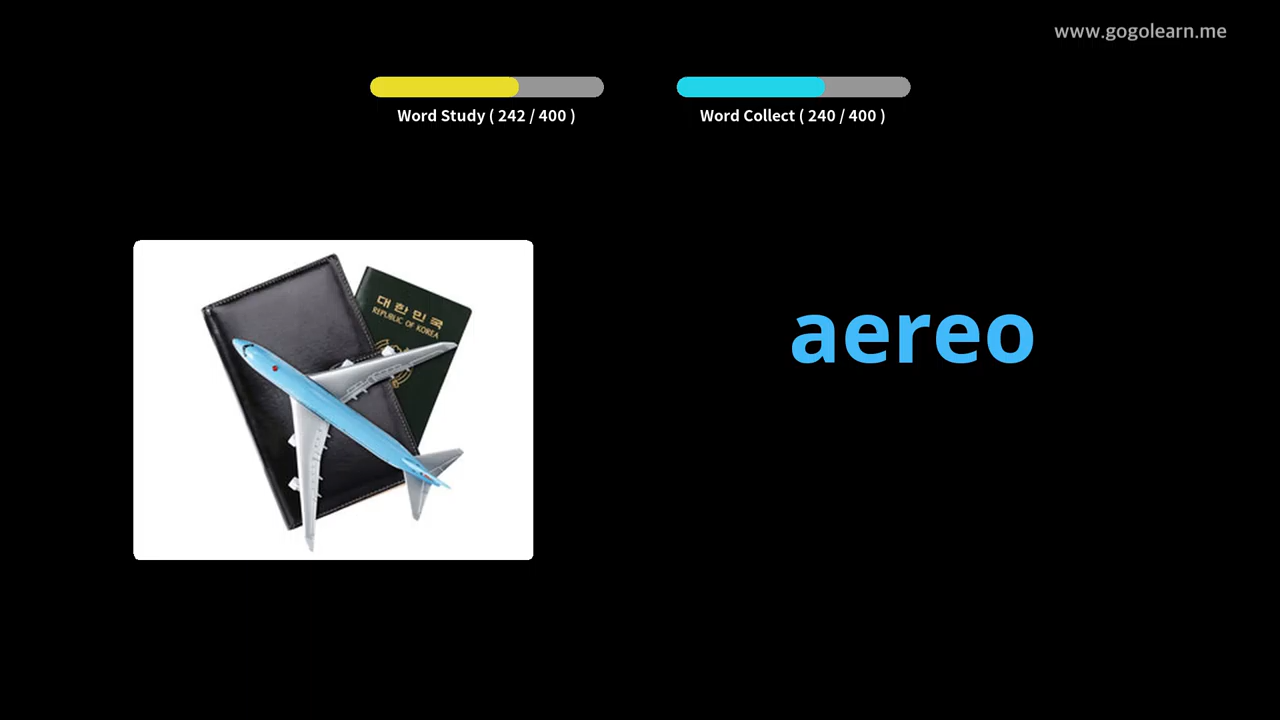 www.gogolearn.me
Word Study ( 242 / 400 )
Word Collect ( 240 / 400 )
대한민국
REPUBLIC OF KOREA
aereo